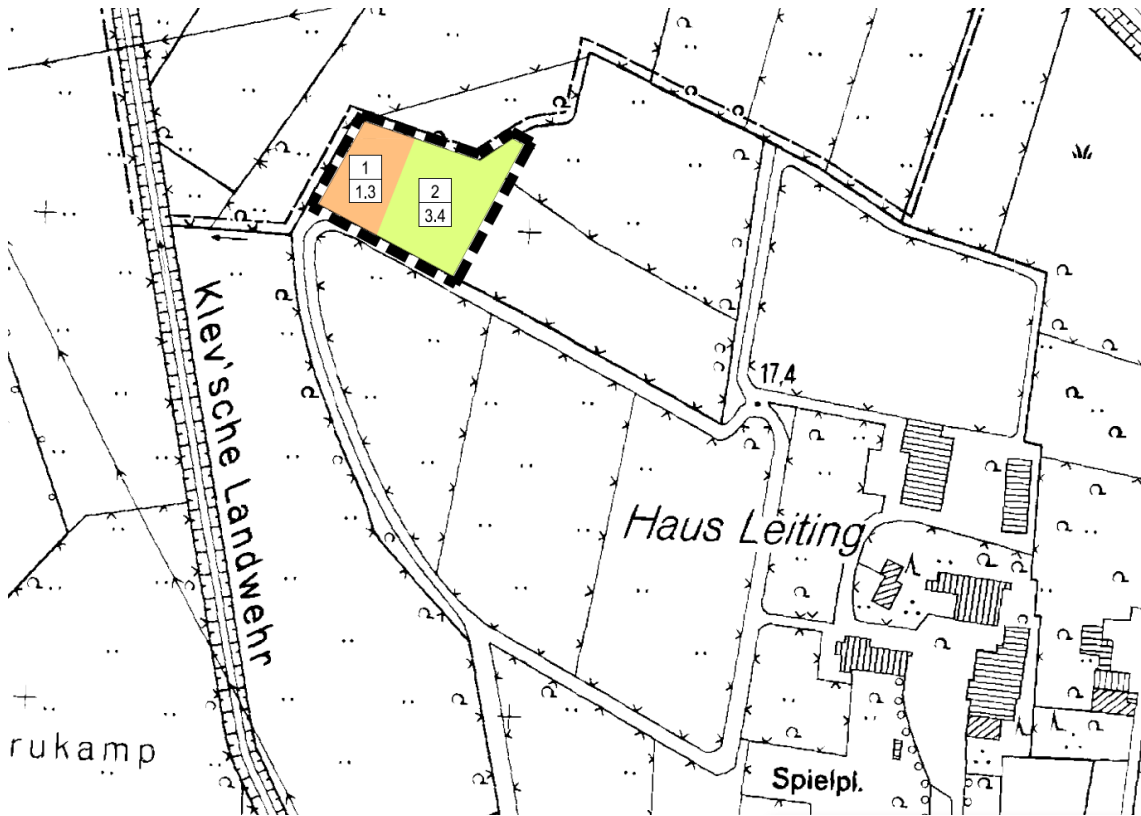 1
1.3
2
3.4
Klev'sche Landwehr
17,4
Haus Leiting
rukamp
Spielpl.